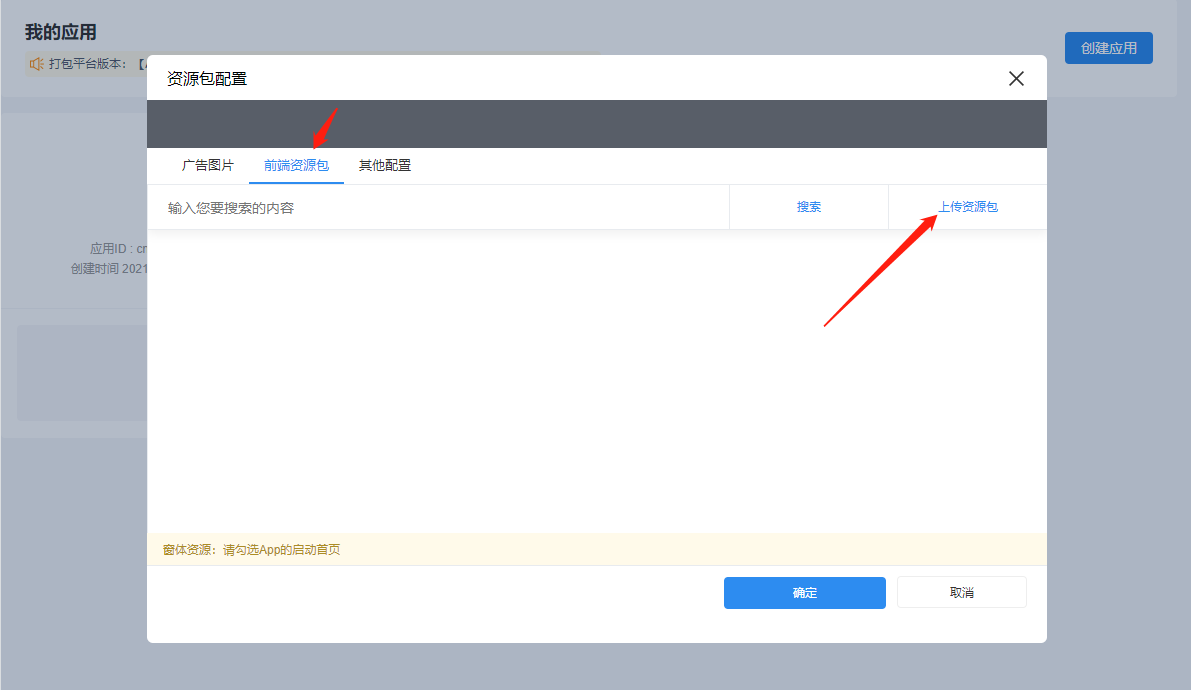 我的应用
打包平台版本：
创建应用
资源包配置
广告图片 前端资源包 其他配置
输入您要搜索的内容 搜索 上传资源包
应用ID : cr
创建时间 2021
窗体资源：请勾选App的启动首页
确定 取消